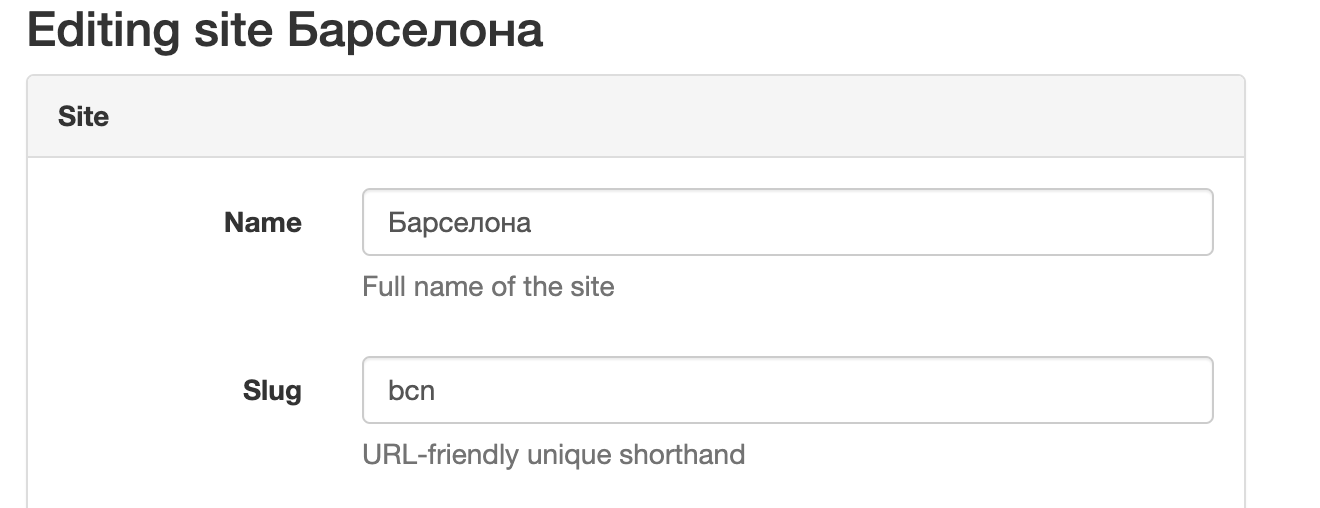 Editing site Барселона
Site
Name
Барселона
Full name of the site
Slug
bcn
URL-friendly unique shorthand